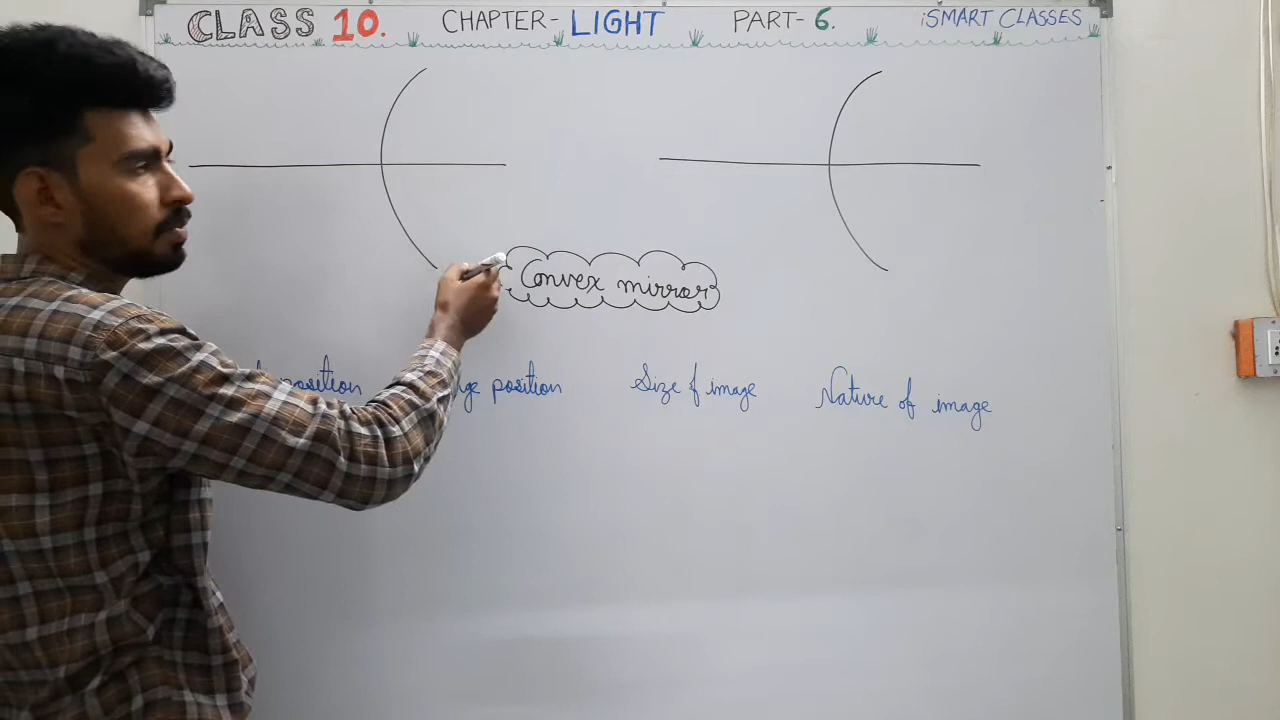 CLASS 10. CHAPTER- LIGHT PART- 6. iSMART CLASSES
Convex mirror
position position Size of image Nature of image